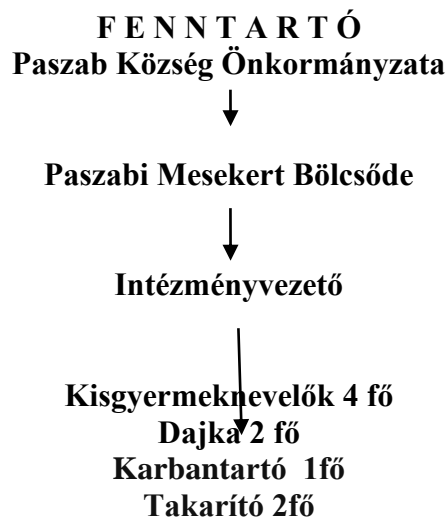 F E N N T A R T Ó
Paszab Község Önkormányzata
Paszabi Mesekert Bölcsőde
Intézményvezető
Kisgyermeknevelők 4 fő
Dajka 2 fő
Karbantartó 1fő
Takarító 2fő